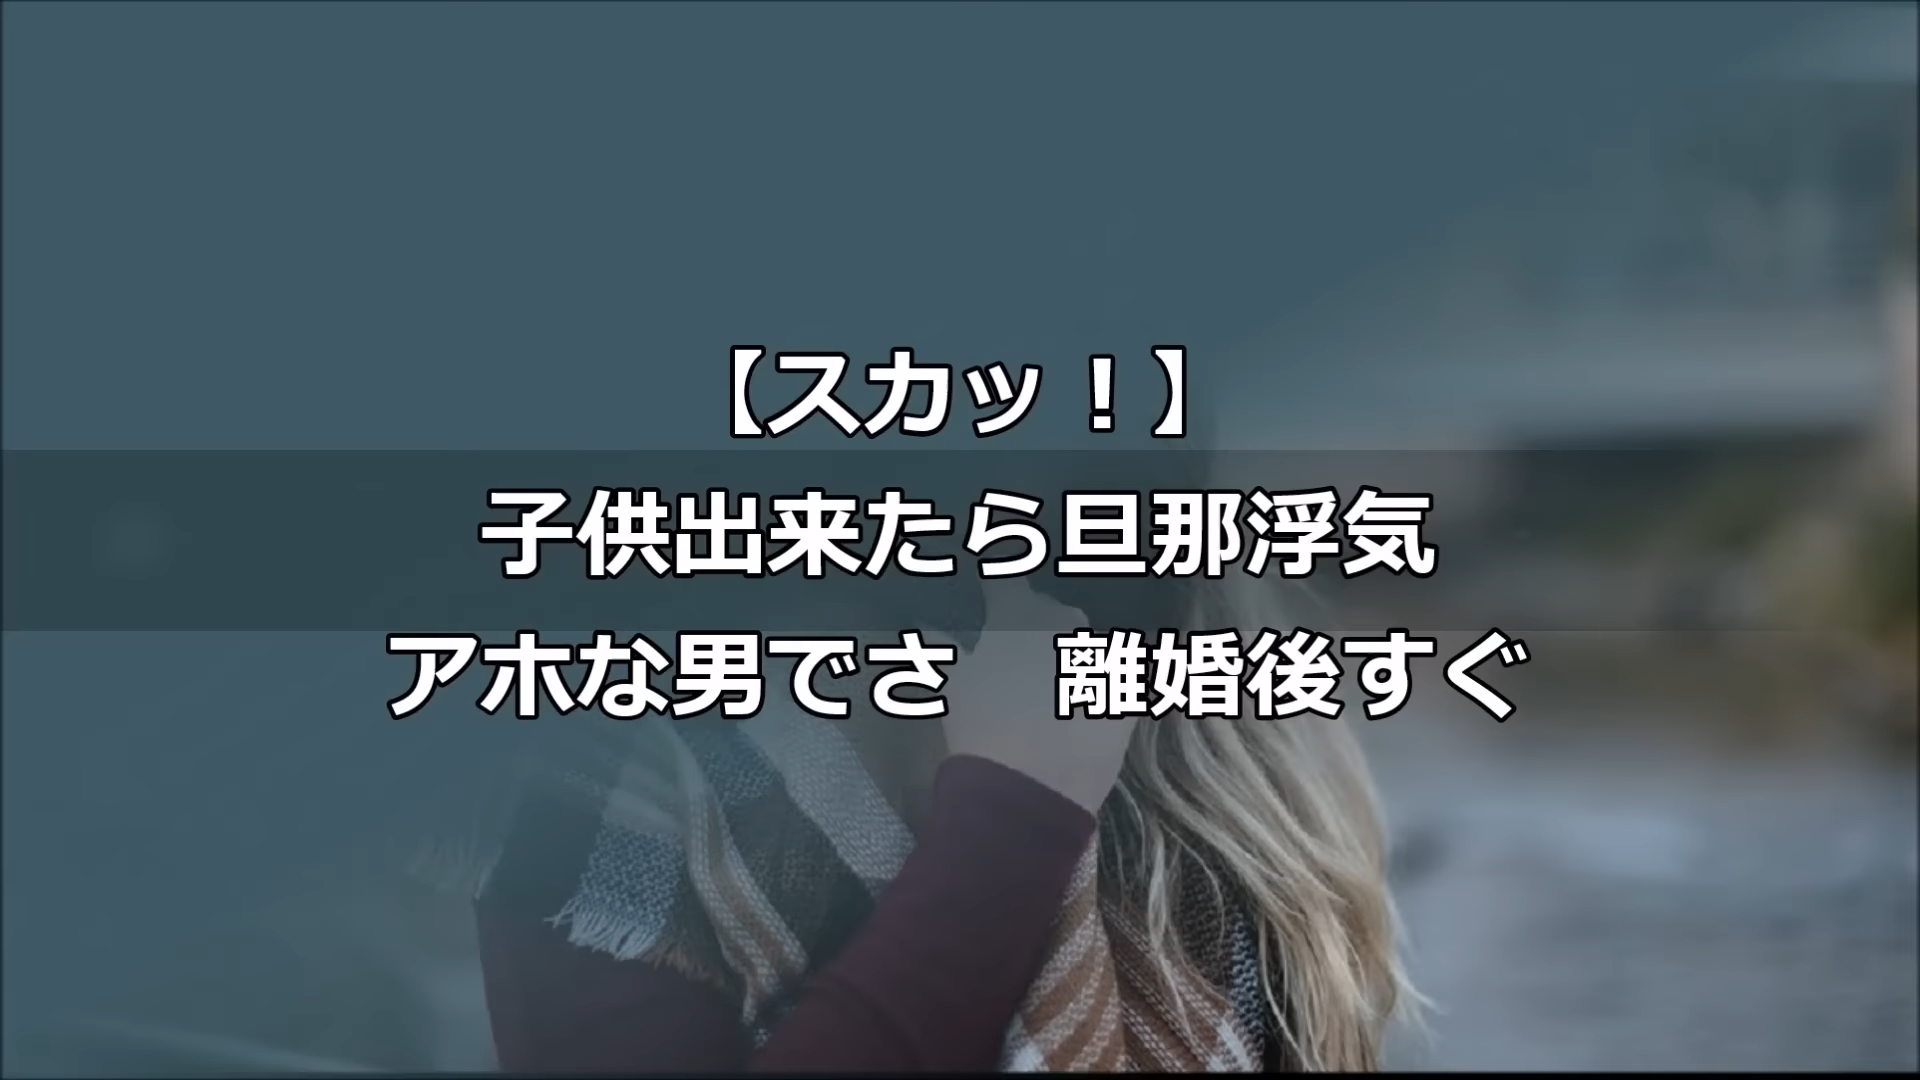 【スカッ！】
子供出来たら旦那浮気
アホな男でさ　離婚後すぐ